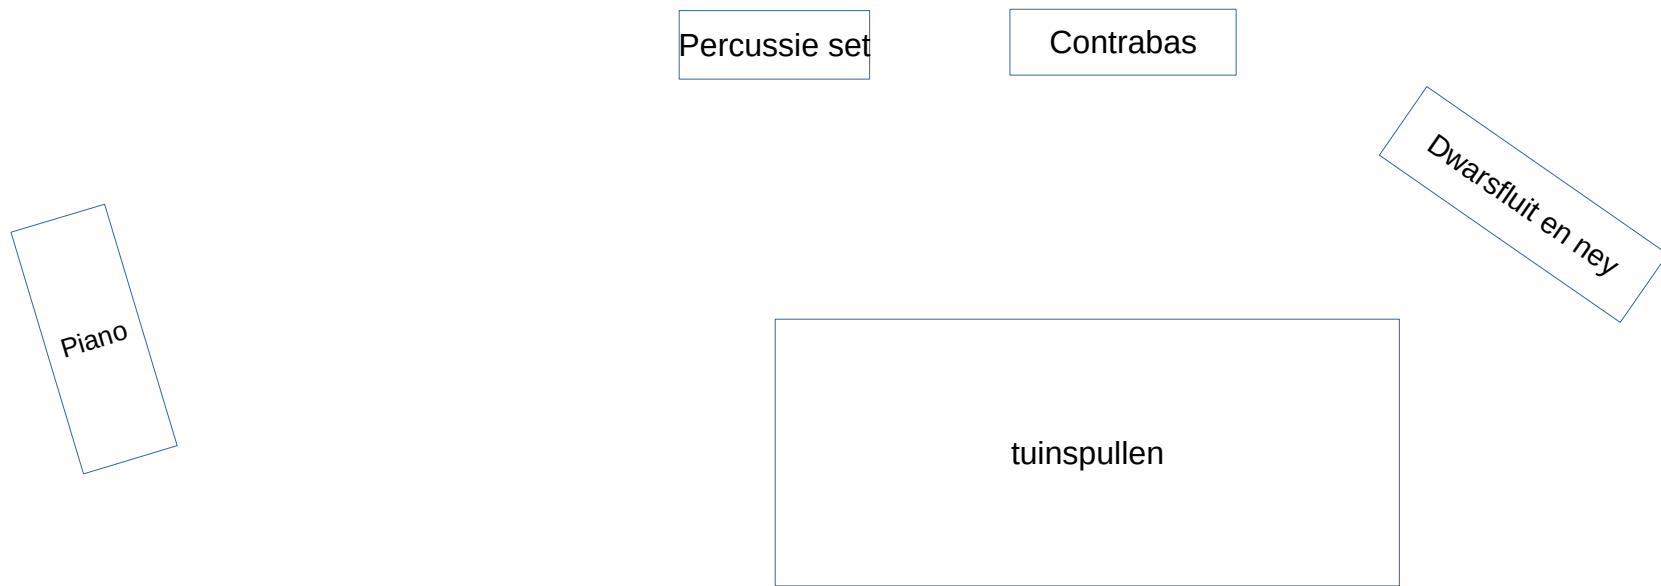 Percussie set
Contrabas
Dwarsfluit en ney
Piano
tuinspullen